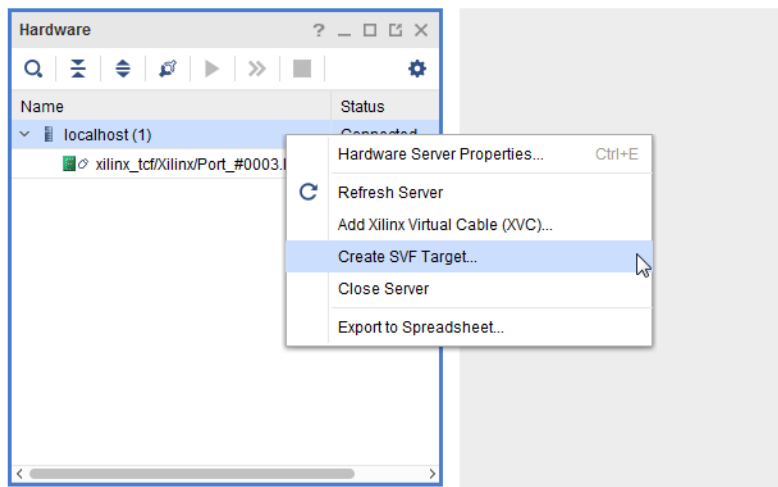 Hardware
Name Status
localhost (1) Connected
xilinx_tcf/Xilinx/Port_#0003.
Hardware Server Properties... Ctrl+E
Refresh Server
Add Xilinx Virtual Cable (XVC)...
Create SVF Target...
Close Server
Export to Spreadsheet...